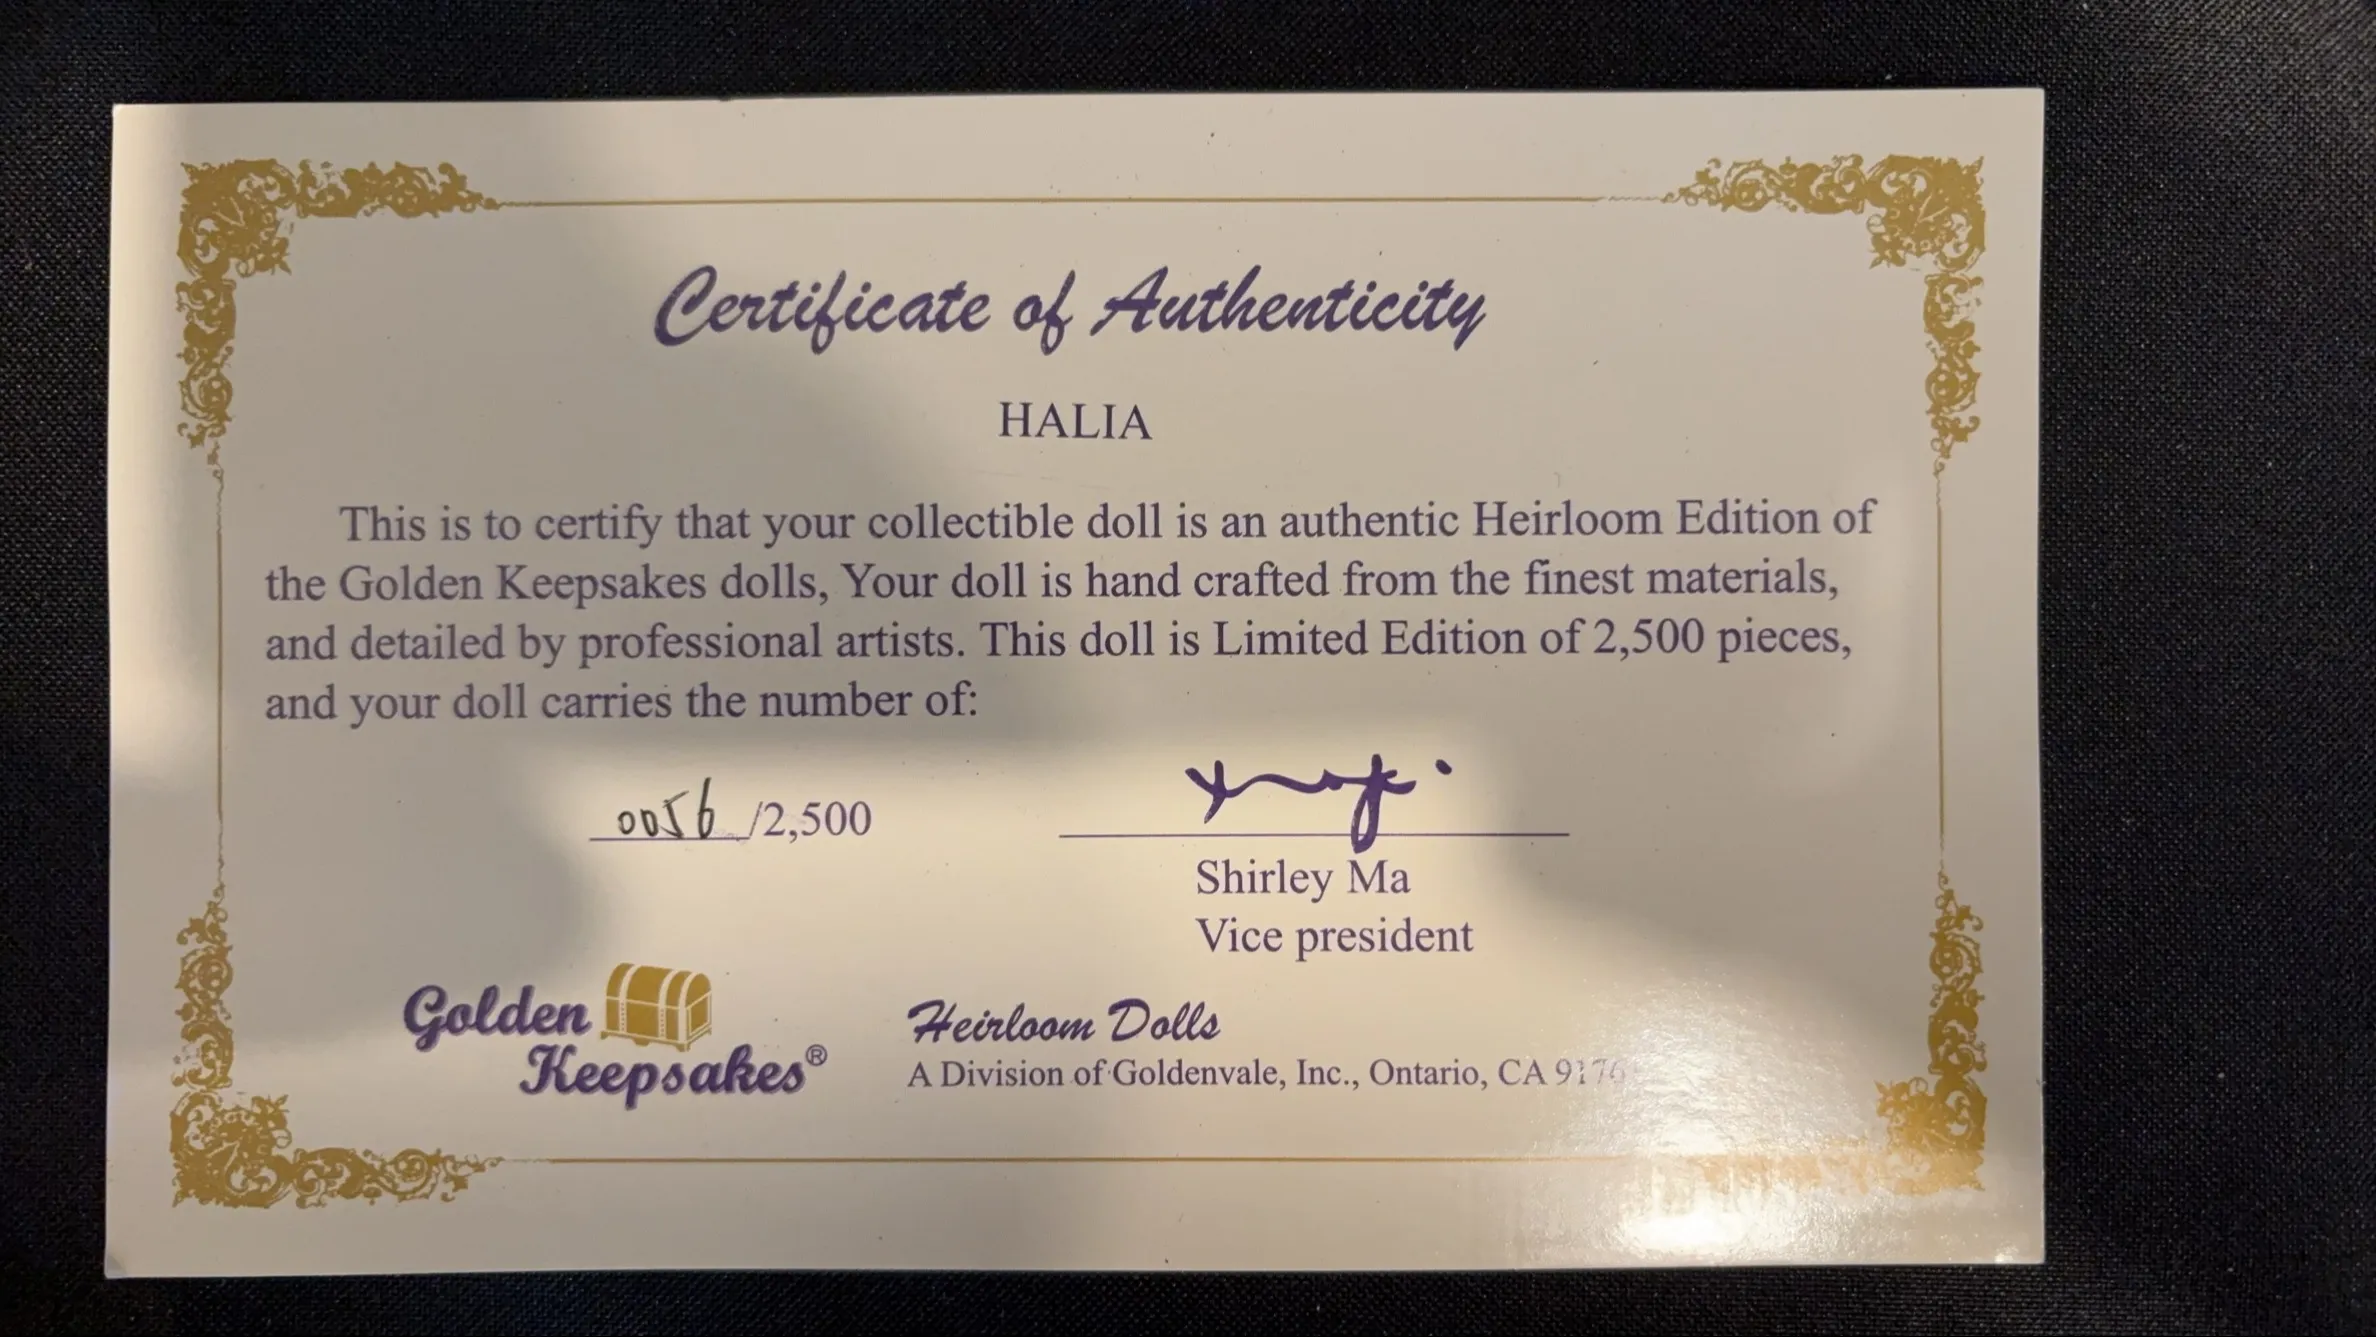 Certificate of Authenticity
HALIA
This is to certify that your collectible doll is an authentic Heirloom Edition of
the Golden Keepsakes dolls, Your doll is hand crafted from the finest materials,
and detailed by professional artists. This doll is Limited Edition of 2,500 pieces,
and your doll carries the number of:
0056 /2,500
Shirley Ma
Vice president
Golden
Keepsakes®
Heirloom Dolls
A Division of Goldenvale, Inc., Ontario, CA